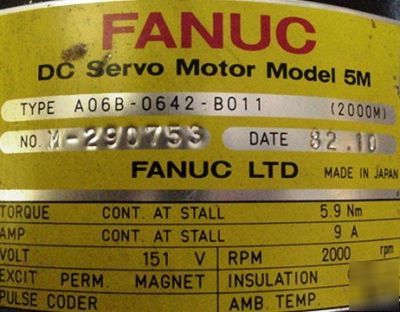 FANUC
DC Servo Motor Model 5M
TYPE A06B-0642-B011 (2000M)
NO. M-290753 DATE 82.10
FANUC LTD MADE IN JAPAN
TORQUE CONT. AT STALL 5.9 Nm
AMP CONT. AT STALL 9 A
VOLT 151 V RPM 2000 rpm
EXCIT PERM. MAGNET INSULATION
PULSE CODER AMB. TEMP.